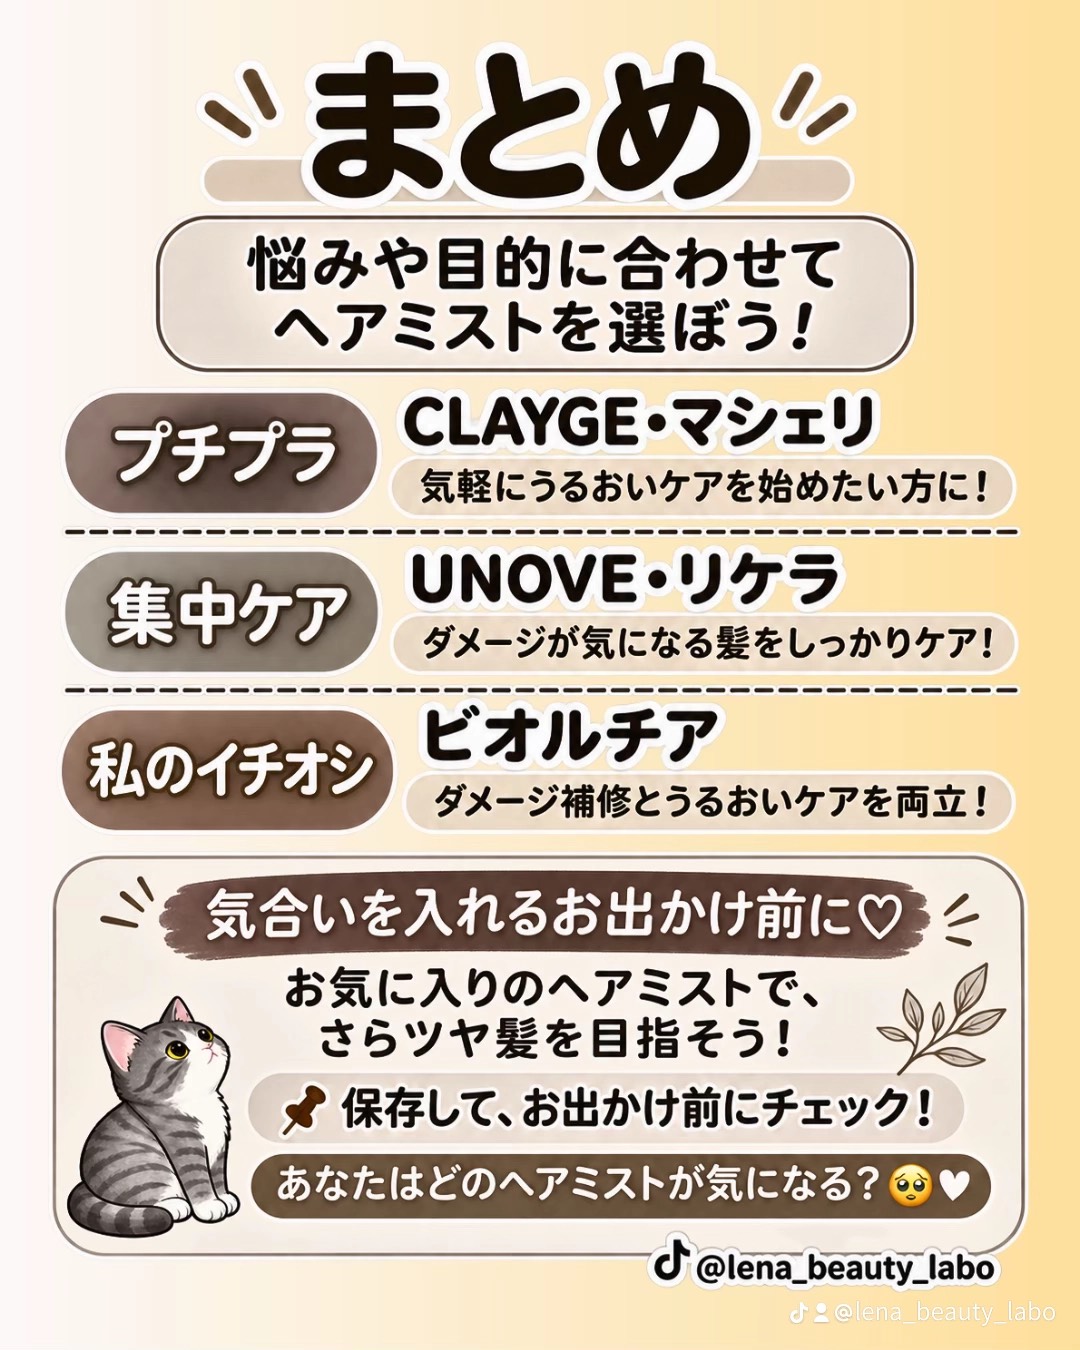 まとめ
悩みや目的に合わせて
ヘアミストを選ぼう!
プチプラ
CLAYGE・マシェリ
気軽にうるおいケアを始めたい方に!
集中ケア
UNOVE・リケラ
ダメージが気になる髪をしっかりケア!
私のイチオシ
ビオルチア
ダメージ補修とうるおいケアを両立!
気合いを入れるお出かけ前に♡
お気に入りのヘアミストで、
さらツヤ髪を目指そう!
📌 保存して、お出かけ前にチェック!
あなたはどのヘアミストが気になる?🥺♥
@lena_beauty_labo
@lena_beauty_labo